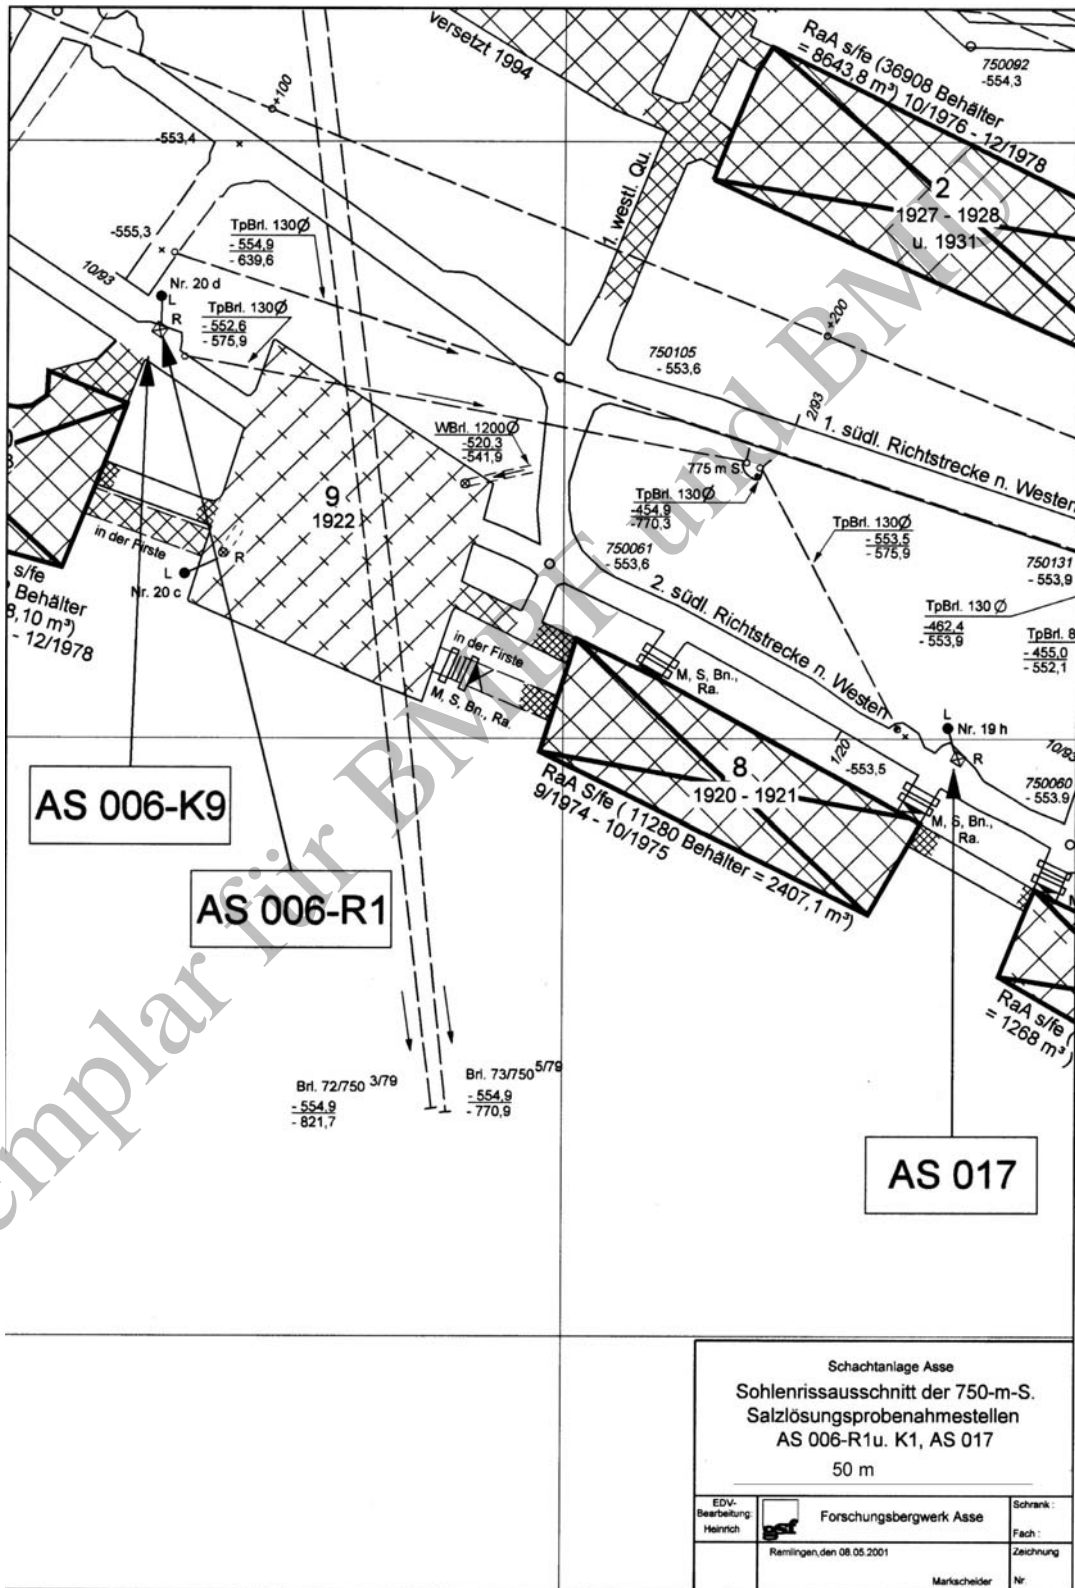 versetzt 1994
RaA s/fe (36908 Behälter
= 8643,8 m³) 10/1976 - 12/1978
750092
-554,3
+100
-553,4
1. westl. Qu.
2
1927 - 1928
u. 1931
-555,3
TpBrl. 130Ø
- 554,9
- 639,6
10/93
Nr. 20 d
L
R
TpBrl. 130Ø
- 552,6
- 575,9
+200
750105
- 553,6
2/93
1. südl. Richtstrecke n. Westen
WBrl. 1200Ø
-520,3
-541,9
775 m S
9
1922
TpBrl. 130Ø
-454,9
-770,3
TpBrl. 130Ø
- 553,5
- 575,9
in der Firste
R
L
Nr. 20 c
750061
- 553,6
750131
- 553,9
s/fe
Behälter
8,10 m³)
- 12/1978
2. südl. Richtstrecke n. Westen
TpBrl. 130 Ø
-462,4
-553,9
TpBrl. 8
- 455,0
- 552,1
in der Firste
M, S, Bn., Ra.
M, S, Bn.,
Ra.
L
Nr. 19 h
R
10/93
1/20
-553,5
750060
- 553.9
8
1920 - 1921
M, S, Bn.,
Ra.
RaA S/fe ( 11280 Behälter = 2407,1 m³)
9/1974 - 10/1975
AS 006-K9
AS 006-R1
RaA s/fe (
= 1268 m³)
Brl. 72/750 3/79
- 554,9
- 821,7
Brl. 73/750 5/79
- 554,9
- 770,9
AS 017
emplar für BMBF und BMU
Schachtanlage Asse
Sohlenrissausschnitt der 750-m-S.
Salzlösungsprobenahmestellen
AS 006-R1u. K1, AS 017
50 m
EDV-
Bearbeitung:
Heinrich
gsf
Forschungsbergwerk Asse
Schrank :
Fach :
Remlingen,den 08.05.2001
Markscheider
Zeichnung
Nr.